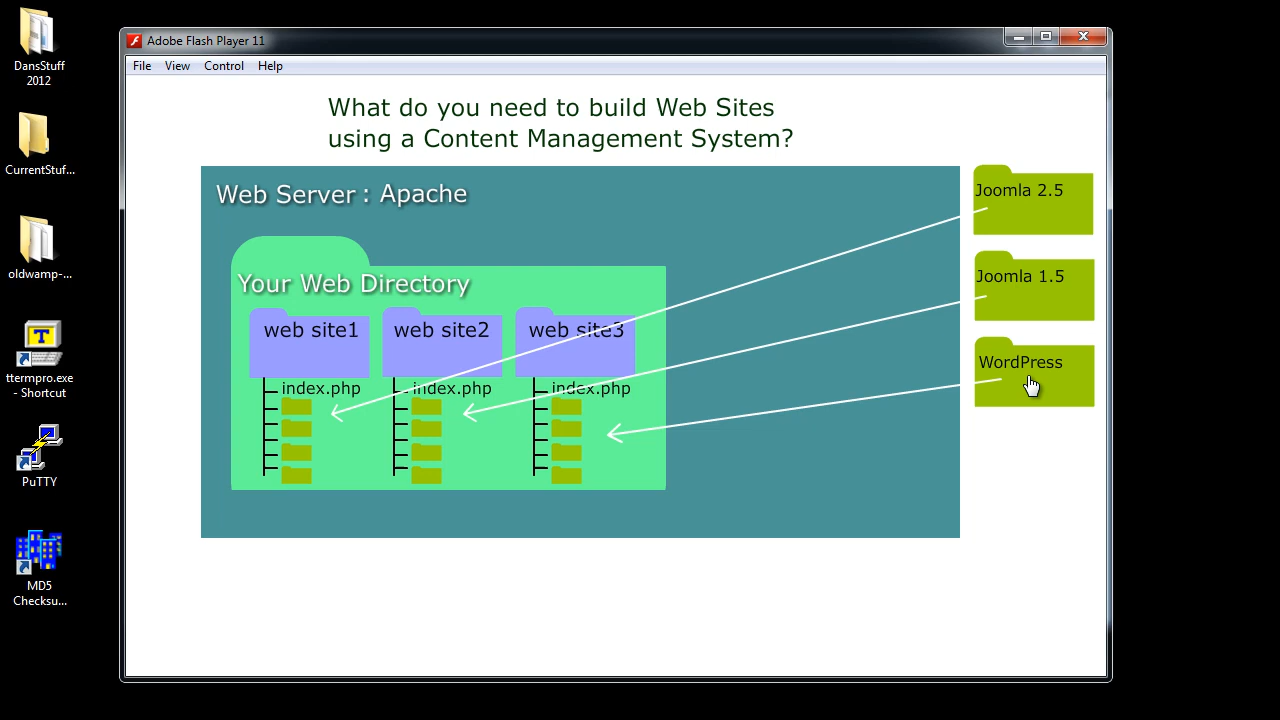 Adobe Flash Player 11
File View Control Help
What do you need to build Web Sites
using a Content Management System?
Web Server : Apache
Your Web Directory
web site1
web site2
web site3
index.php
index.php
index.php
Joomla 2.5
Joomla 1.5
WordPress
DansStuff
2012
CurrentStuf...
oldwamp-...
ttermpro.exe
- Shortcut
PuTTY
MD5
Checksu...
T